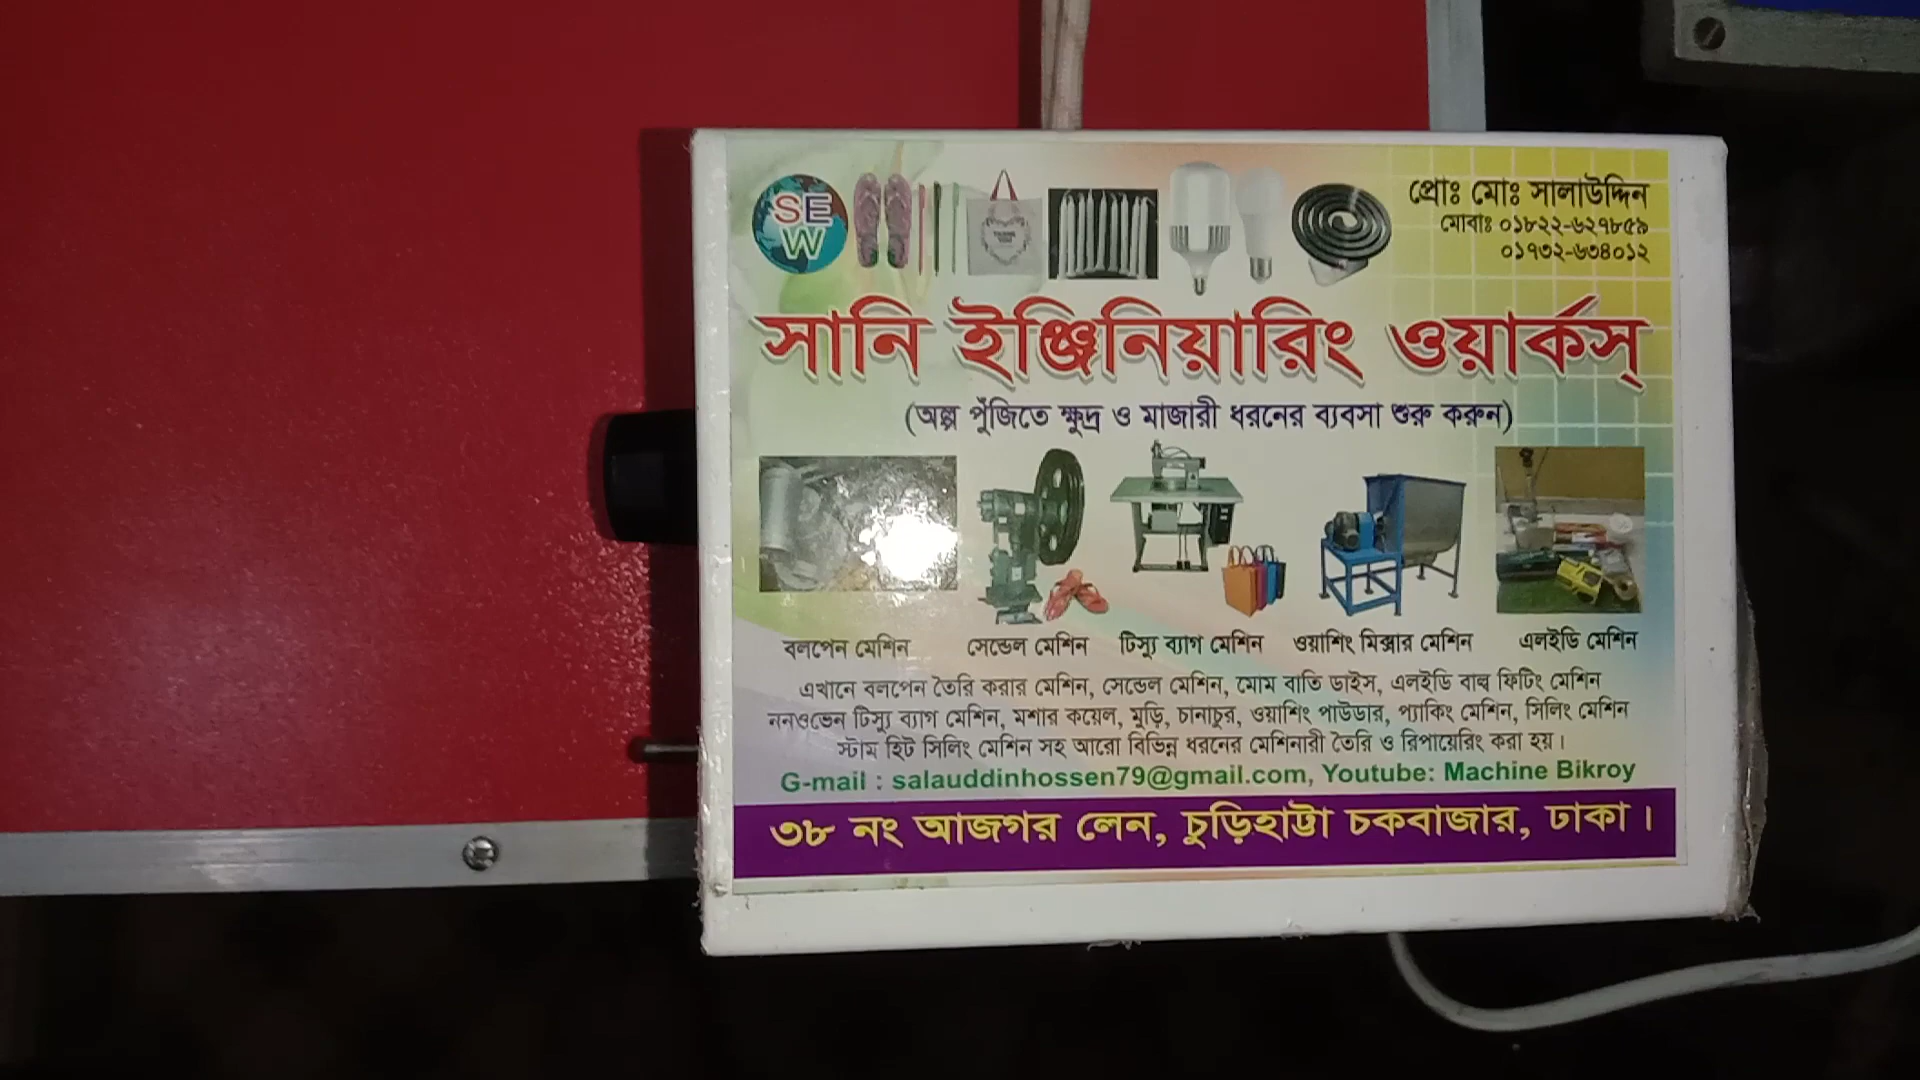 SEW
প্রোঃ মোঃ সালাউদ্দিন
মোবাঃ ০১৮২২-৬২৭৮৫৯
০১৭৩২-৬৩৪০১২
সানি ইঞ্জিনিয়ারিং ওয়ার্কস্
(অল্প পুঁজিতে ক্ষুদ্র ও মাজারী ধরনের ব্যবসা শুরু করুন)
বলপেন মেশিন সেন্ডেল মেশিন টিস্যু ব্যাগ মেশিন ওয়াশিং মিক্সার মেশিন এলইডি মেশিন
এখানে বলপেন তৈরি করার মেশিন, সেন্ডেল মেশিন, মোম বাতি ডাইস, এলইডি বাল্ব ফিটিং মেশিন
ননওভেন টিস্যু ব্যাগ মেশিন, মশার কয়েল, মুড়ি, চানাচুর, ওয়াশিং পাউডার, প্যাকিং মেশিন, সিলিং মেশিন
স্টাম হিট সিলিং মেশিন সহ আরো বিভিন্ন ধরনের মেশিনারী তৈরি ও রিপায়েরিং করা হয়।
G-mail : salauddinhossen79@gmail.com, Youtube: Machine Bikroy
৩৮ নং আজগর লেন, চুড়িহাট্টা চকবাজার, ঢাকা।